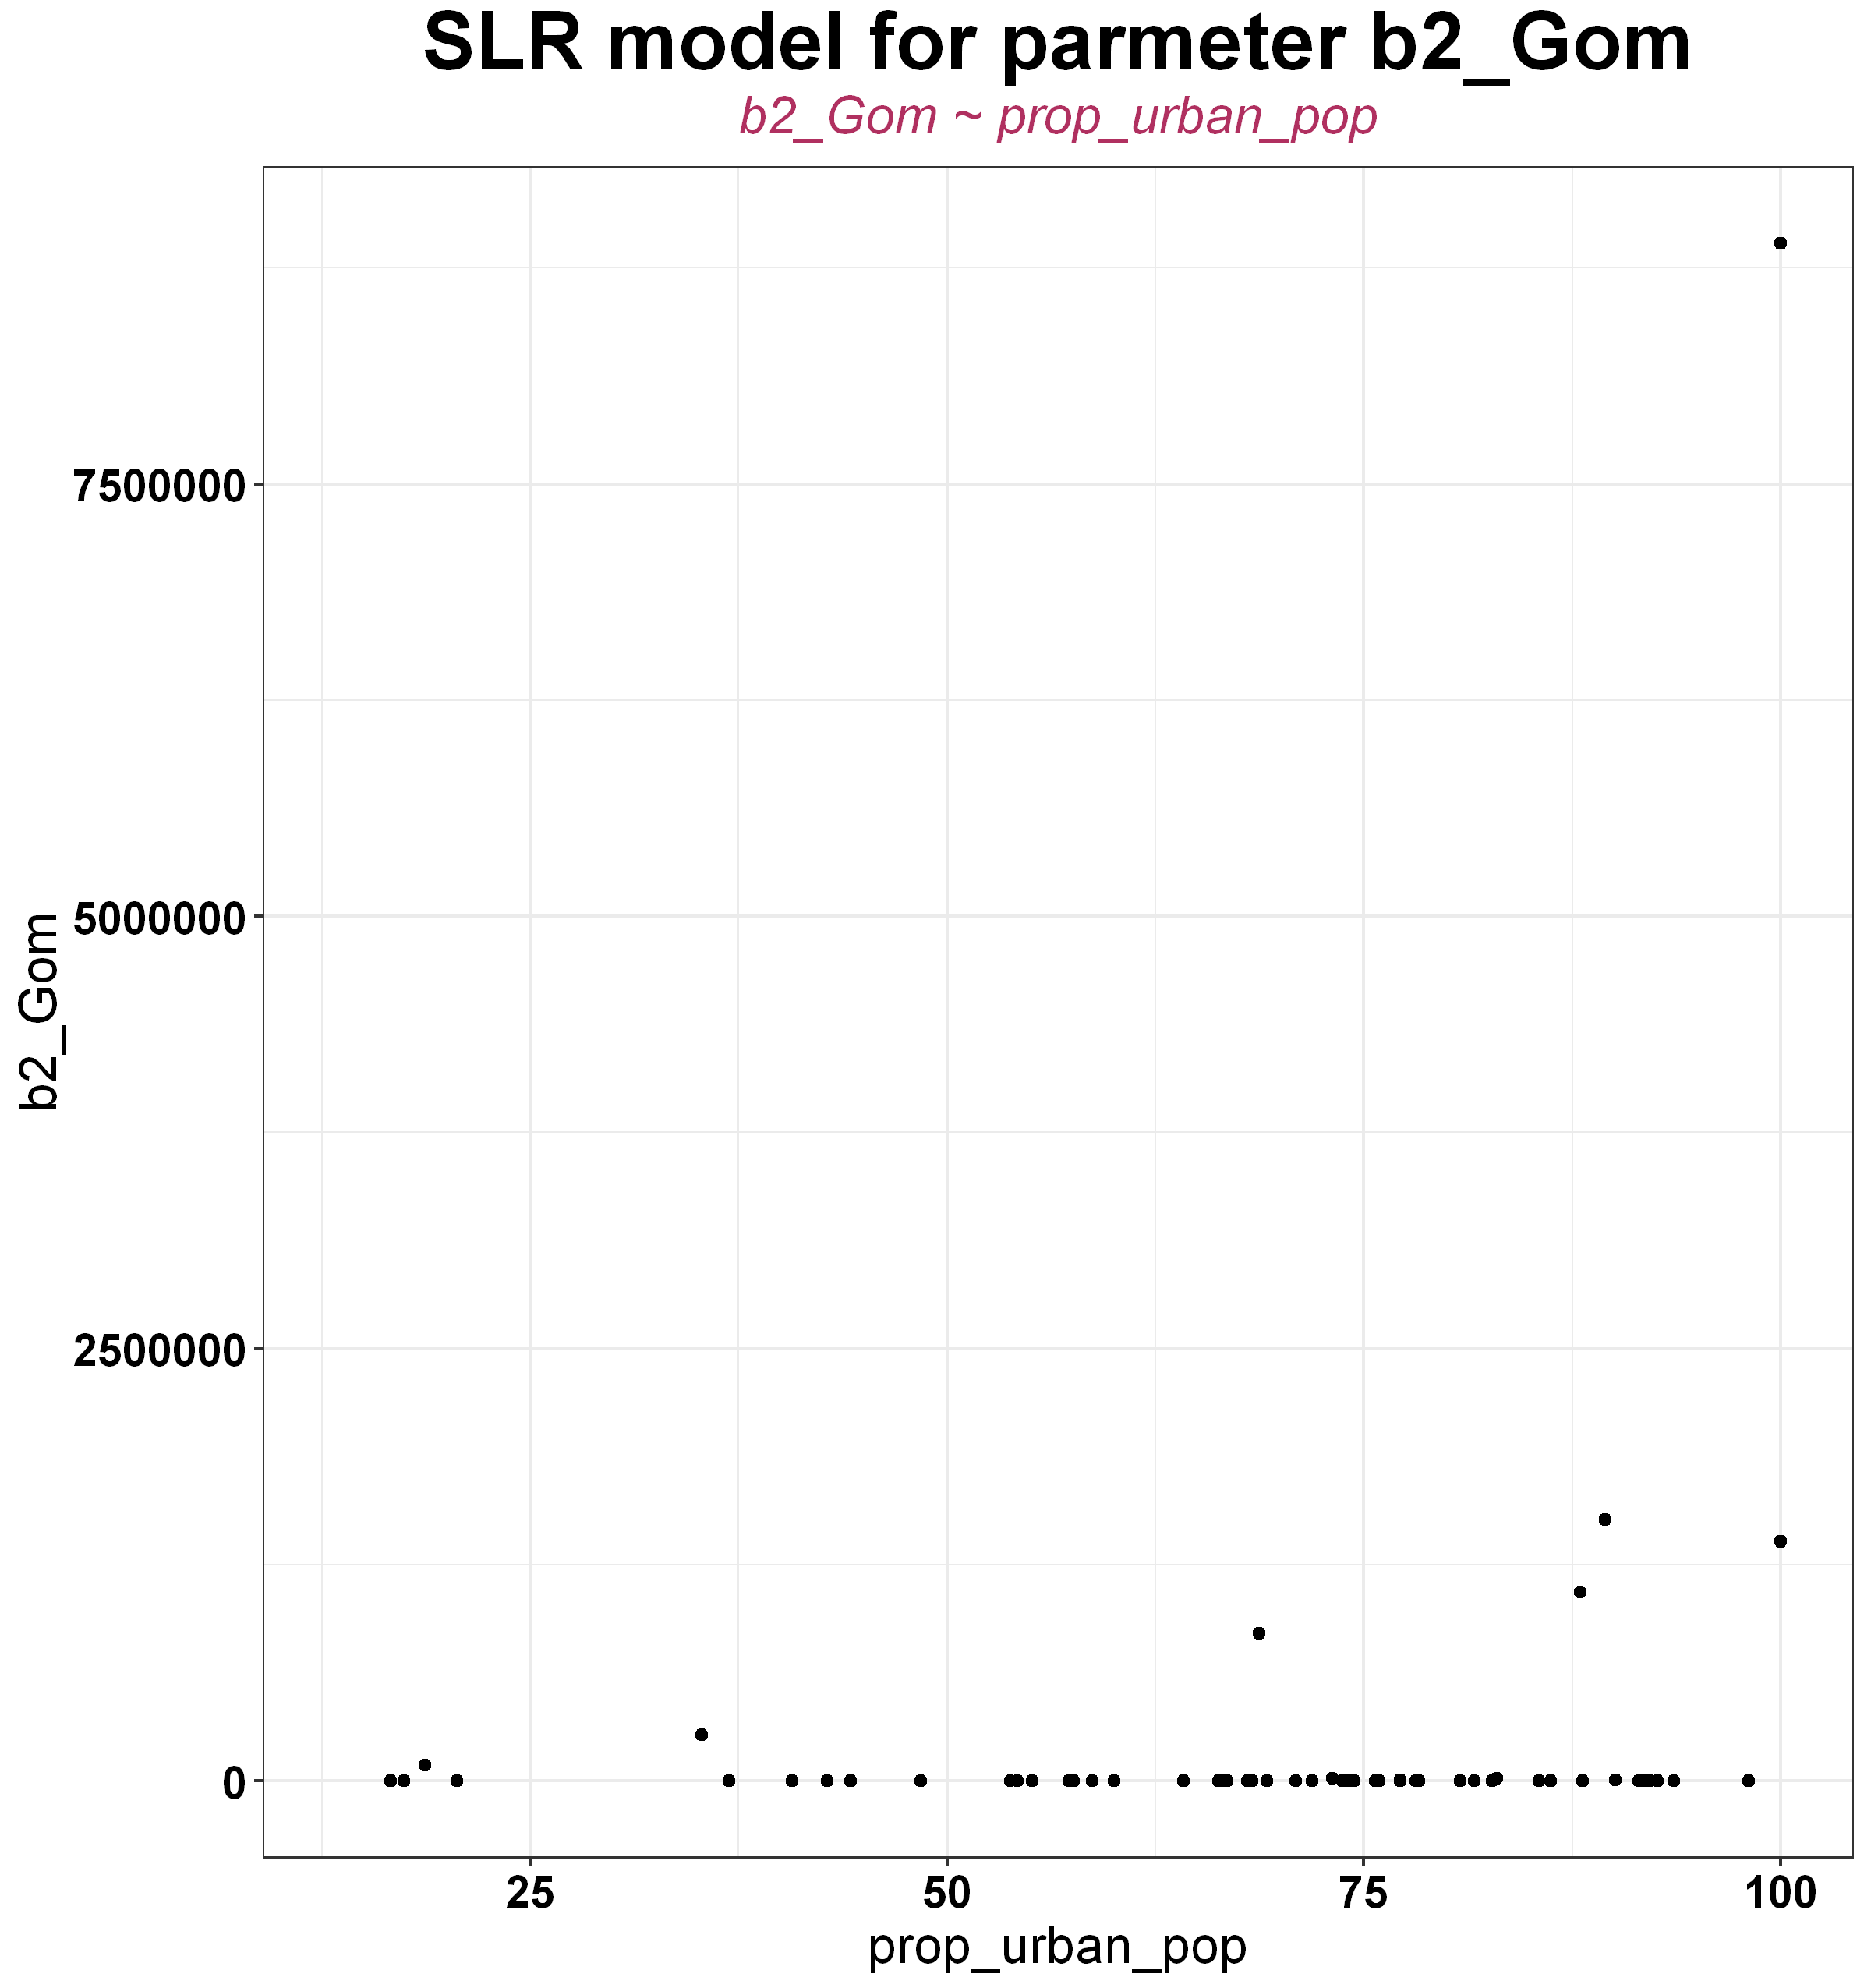 SLR model for parmeter b2_Gom
b2_Gom ~ prop_urban_pop
7500000
5000000
2500000
0
b2_Gom
25
50
75
100
prop_urban_pop